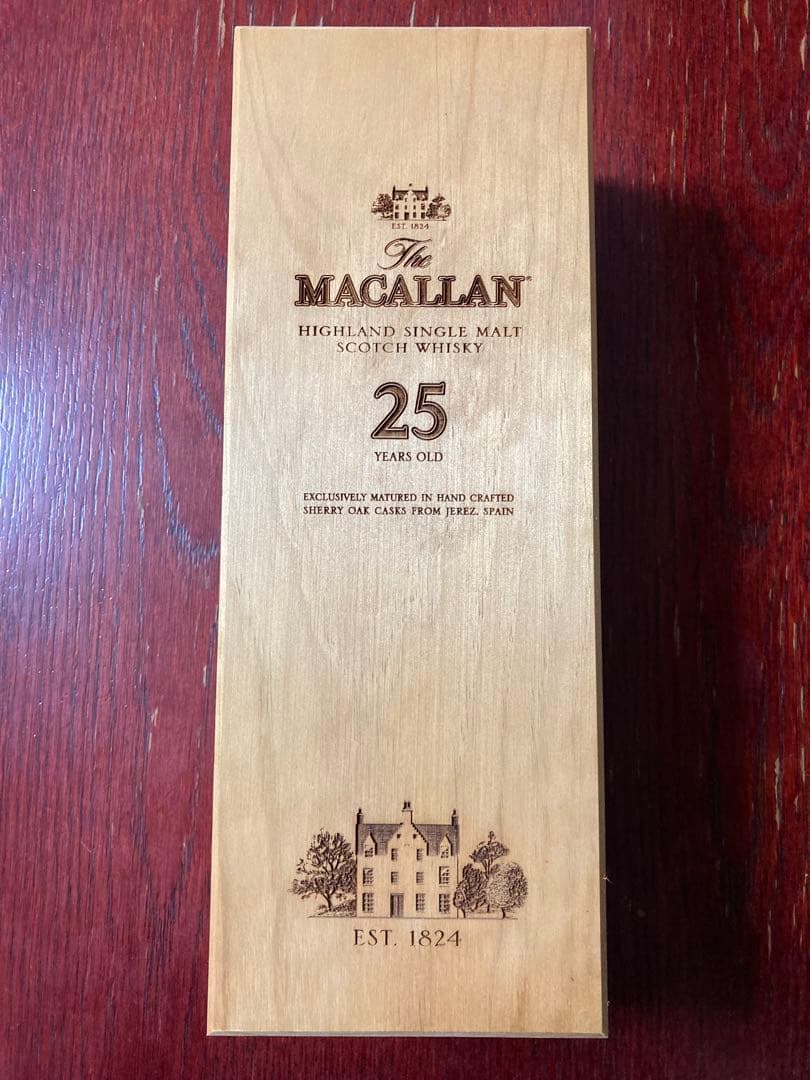 EST. 1824
The
MACALLAN®
HIGHLAND SINGLE MALT
SCOTCH WHISKY
25
YEARS OLD
EXCLUSIVELY MATURED IN HAND CRAFTED
SHERRY OAK CASKS FROM JEREZ, SPAIN
EST. 1824